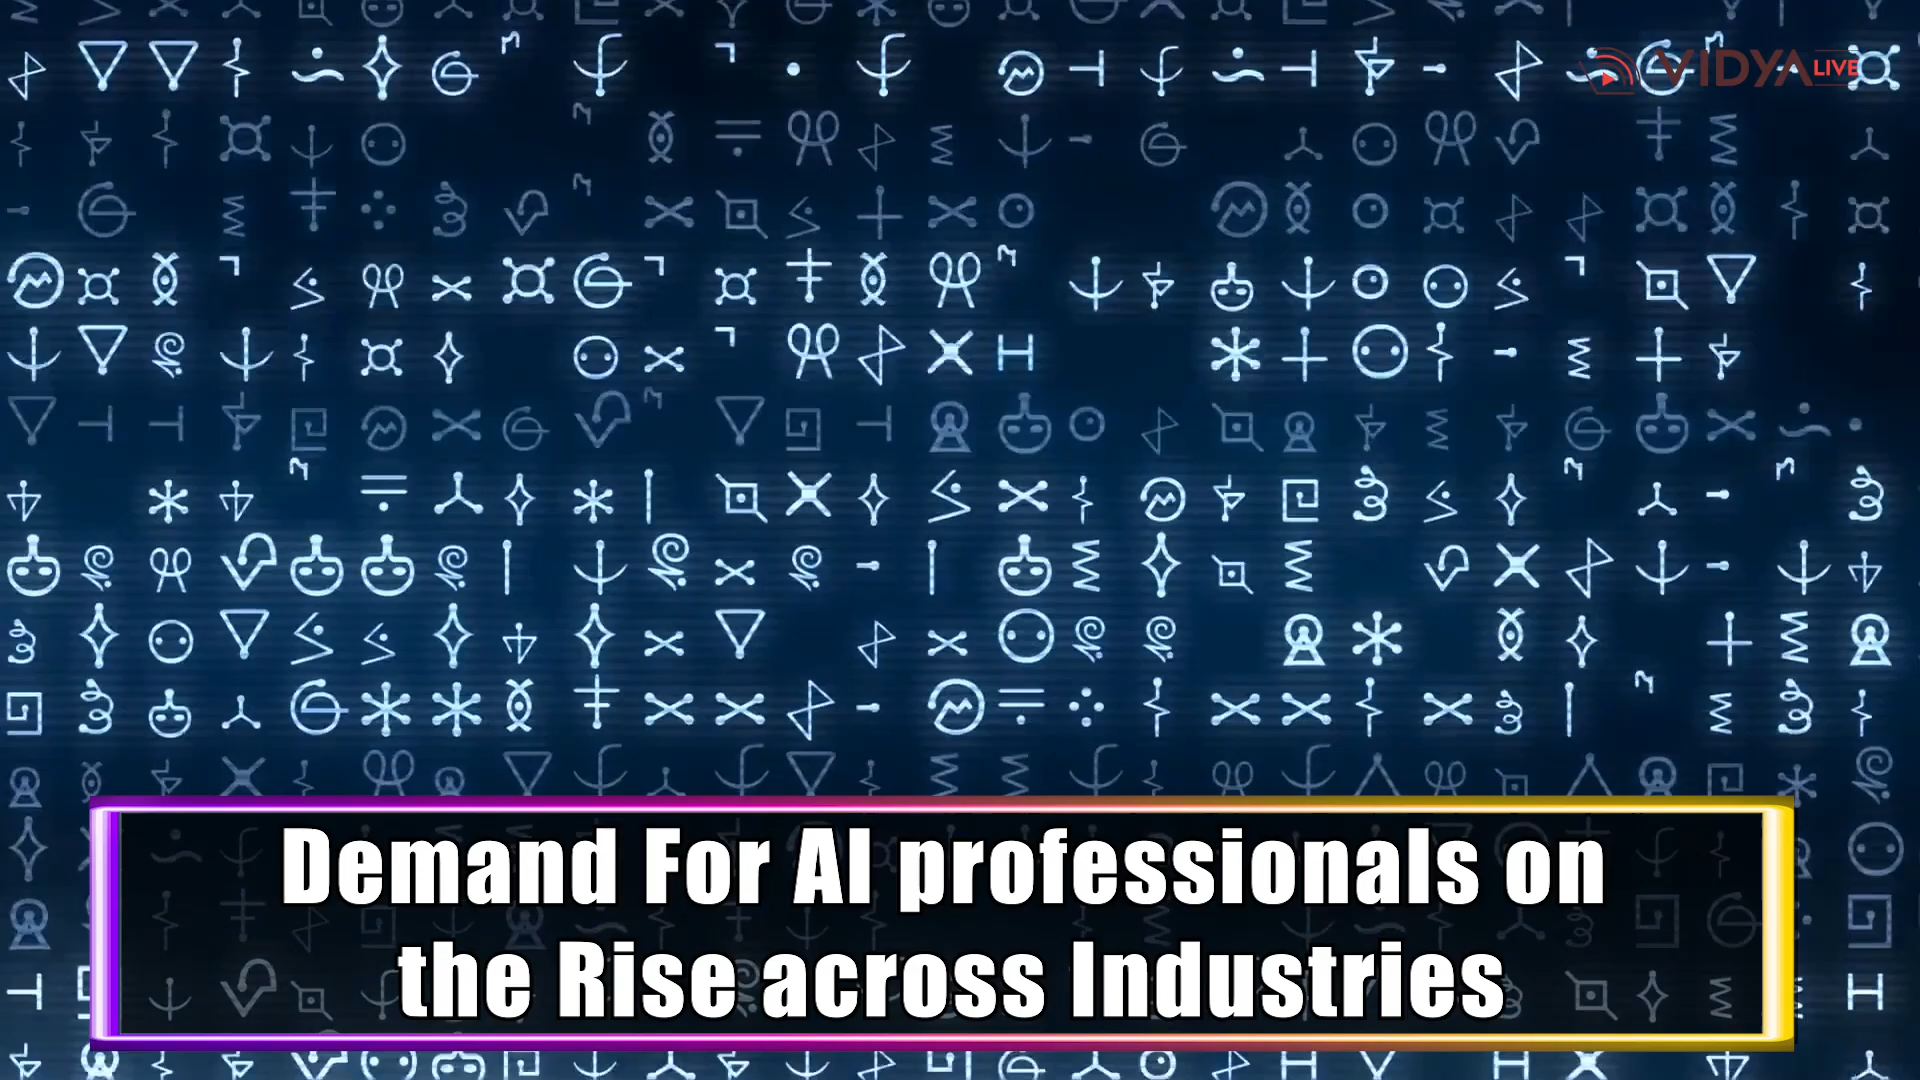 VIDYA LIVE
Demand For AI professionals on
the Rise across Industries